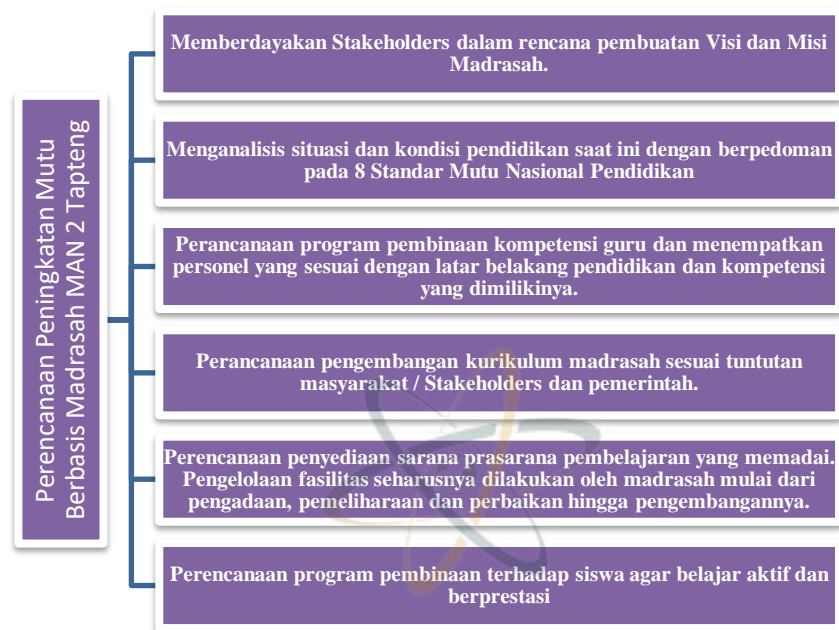 Perencanaan Peningkatan Mutu
Berbasis Madrasah MAN 2 Tapteng
Memberdayakan Stakeholders dalam rencana pembuatan Visi dan Misi
Madrasah.
Menganalisis situasi dan kondisi pendidikan saat ini dengan berpedoman
pada 8 Standar Mutu Nasional Pendidikan
Perancanaan program pembinaan kompetensi guru dan menempatkan
personel yang sesuai dengan latar belakang pendidikan dan kompetensi
yang dimilikinya.
Perancanaan pengembangan kurikulum madrasah sesuai tuntutan
masyarakat / Stakeholders dan pemerintah.
Perencanaan penyediaan sarana prasarana pembelajaran yang memadai.
Pengelolaan fasilitas seharusnya dilakukan oleh madrasah mulai dari
pengadaan, pemeliharaan dan perbaikan hingga pengembangannya.
Perencanaan program pembinaan terhadap siswa agar belajar aktif dan
berprestasi